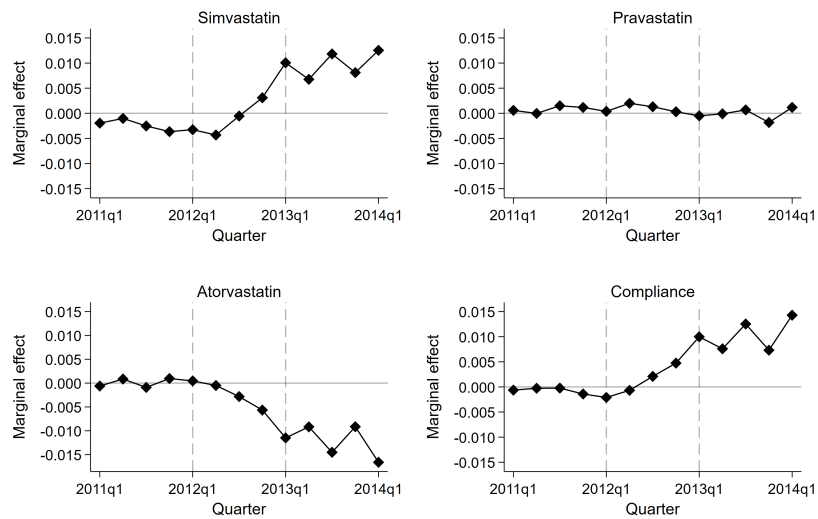 Simvastatin
Marginal effect
0.015
0.010
0.005
0.000
-0.005
-0.010
-0.015
2011q1 2012q1 2013q1 2014q1
Quarter
Pravastatin
Marginal effect
0.015
0.010
0.005
0.000
-0.005
-0.010
-0.015
2011q1 2012q1 2013q1 2014q1
Quarter
Atorvastatin
Marginal effect
0.015
0.010
0.005
0.000
-0.005
-0.010
-0.015
2011q1 2012q1 2013q1 2014q1
Quarter
Compliance
Marginal effect
0.015
0.010
0.005
0.000
-0.005
-0.010
-0.015
2011q1 2012q1 2013q1 2014q1
Quarter